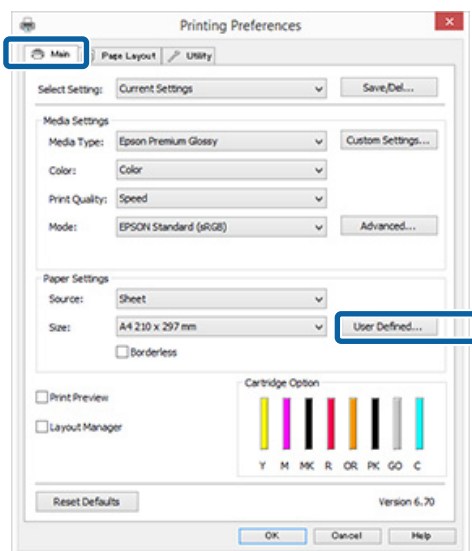 Printing Preferences
Main Page Layout Utility
Select Setting: Current Settings Save/Del...
Media Settings
Media Type: Epson Premium Glossy Custom Settings...
Color: Color
Print Quality: Speed
Mode: EPSON Standard (sRGB) Advanced...
Paper Settings
Source: Sheet
Size: A4 210 x 297 mm User Defined...
Borderless
Cartridge Option
Print Preview
Layout Manager
Y M MK R OR PK GO C
Reset Defaults Version 6.70
OK Cancel Help